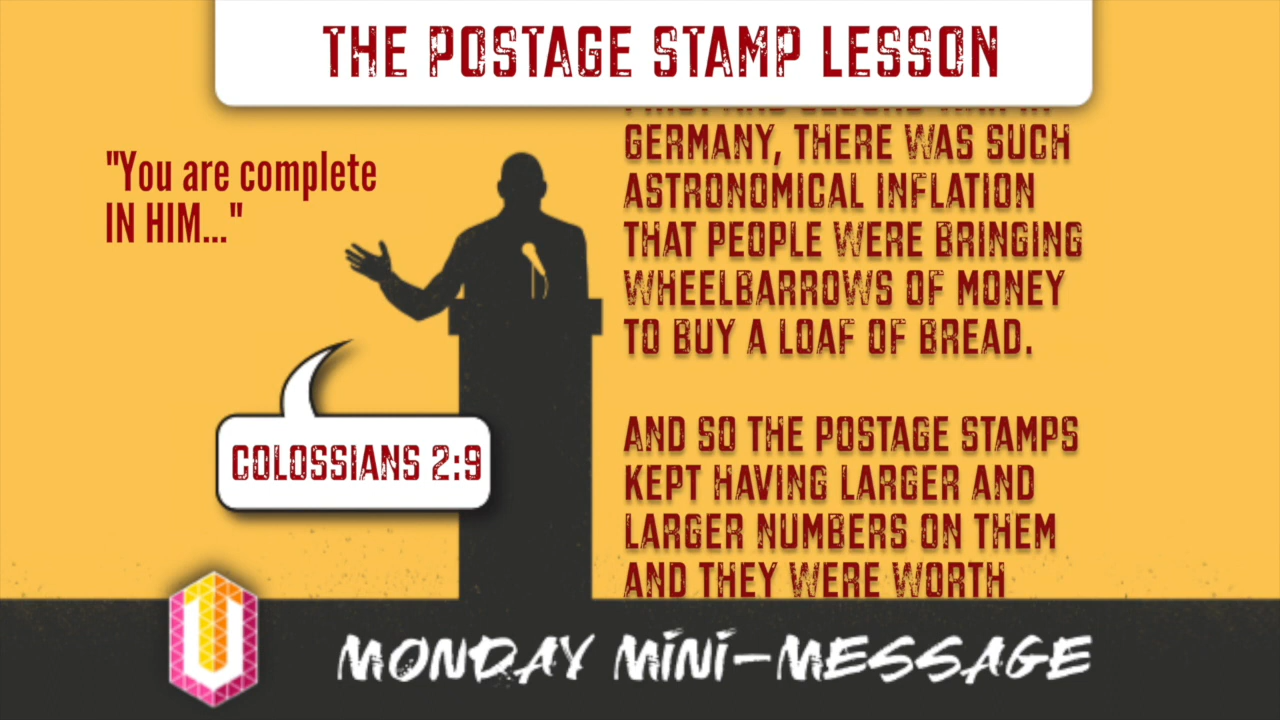 THE POSTAGE STAMP LESSON
"You are complete
IN HIM..."
GERMANY, THERE WAS SUCH
ASTRONOMICAL INFLATION
THAT PEOPLE WERE BRINGING
WHEELBARROWS OF MONEY
TO BUY A LOAF OF BREAD.
AND SO THE POSTAGE STAMPS
KEPT HAVING LARGER AND
LARGER NUMBERS ON THEM
AND THEY WERE WORTH
COLOSSIANS 2:9
U
MONDAY MINI-MESSAGE